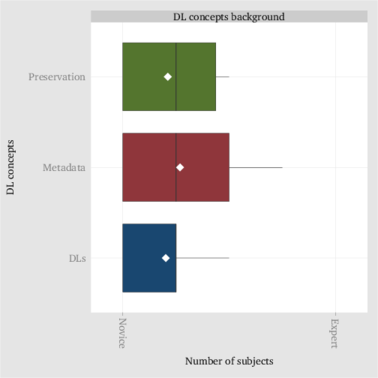 DL concepts background
DL concepts
Preservation
Metadata
DLs
Novice
Expert
Number of subjects